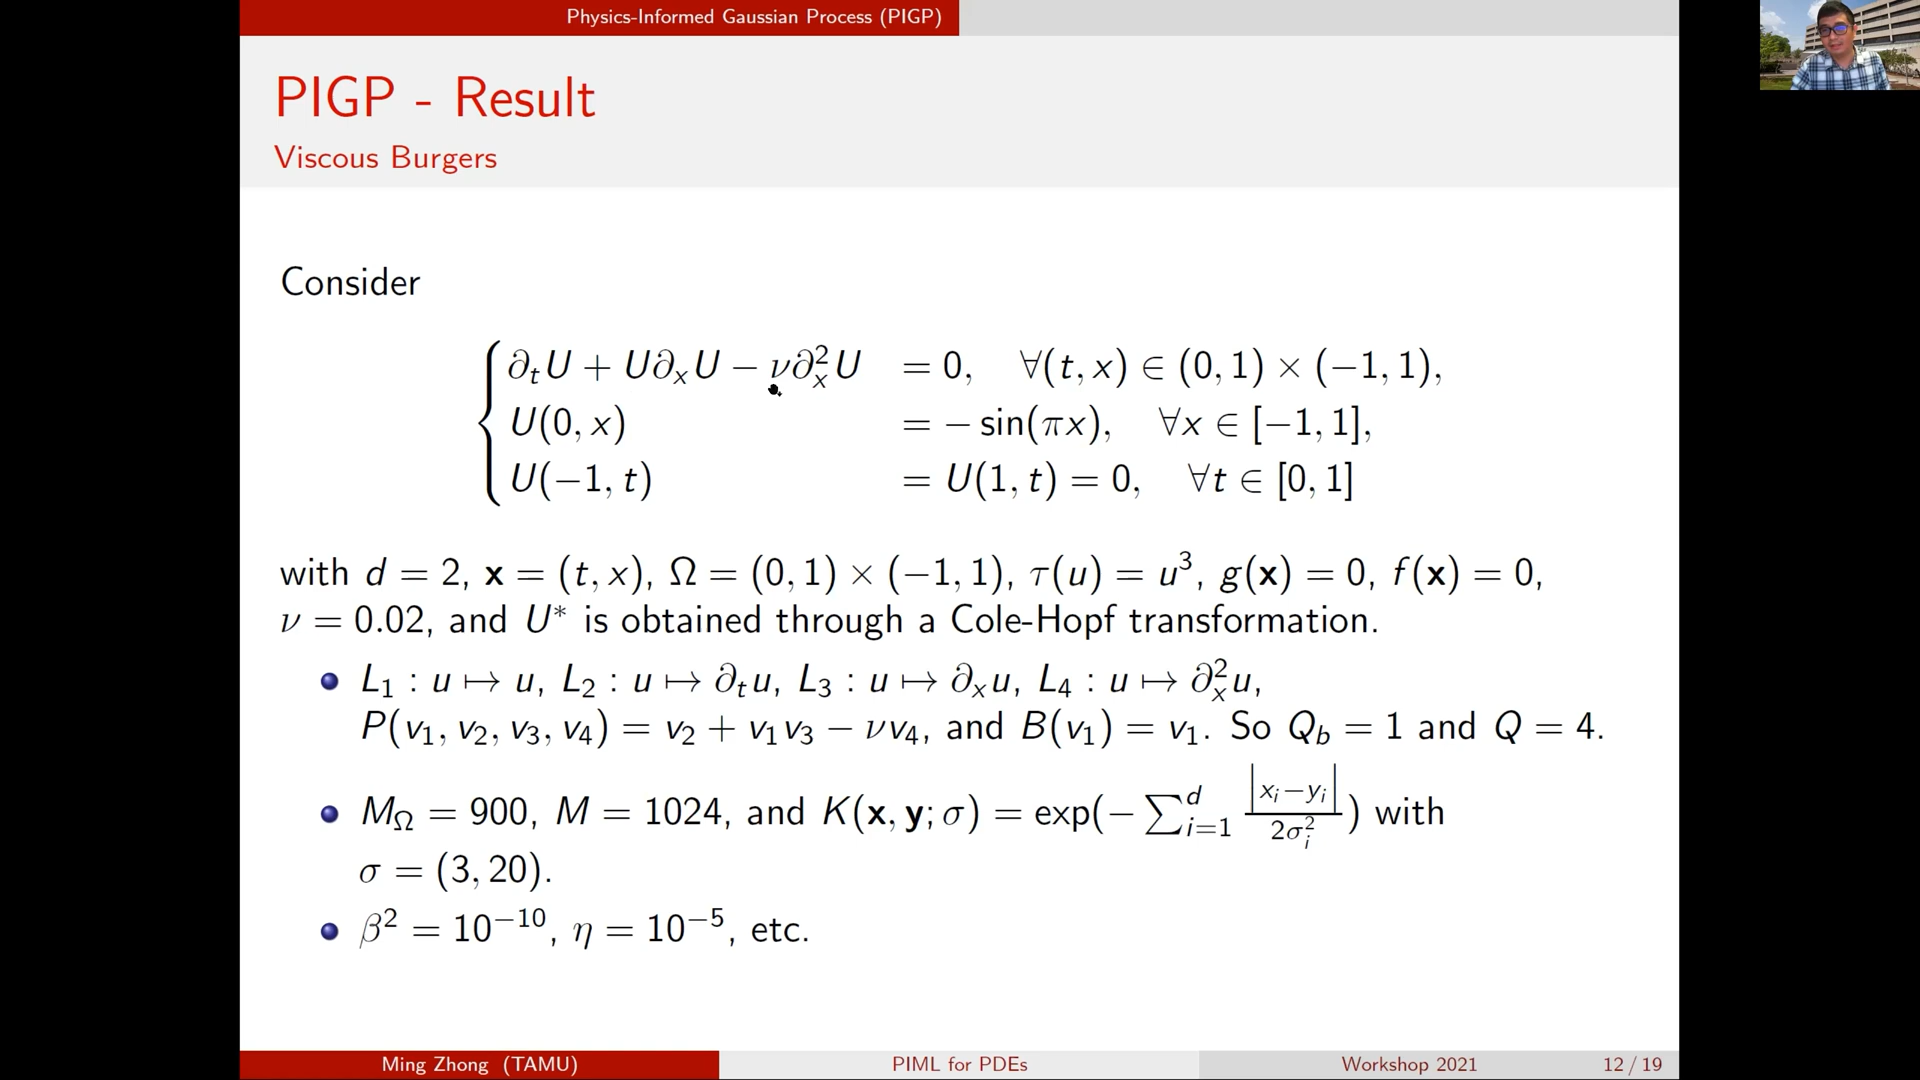 Physics-Informed Gaussian Process (PIGP)
PIGP - Result
Viscous Burgers
Consider
∂ₜU + U∂ₓU − ν∂ₓ²U = 0, ∀(t, x) ∈ (0, 1) × (−1, 1),
U(0, x) = − sin(πx), ∀x ∈ [−1, 1],
U(−1, t) = U(1, t) = 0, ∀t ∈ [0, 1]
with d = 2, x = (t, x), Ω = (0, 1) × (−1, 1), τ(u) = u³, g(x) = 0, f(x) = 0,
ν = 0.02, and U* is obtained through a Cole-Hopf transformation.
• L₁ : u ↦ u, L₂ : u ↦ ∂ₜu, L₃ : u ↦ ∂ₓu, L₄ : u ↦ ∂ₓ²u,
P(v₁, v₂, v₃, v₄) = v₂ + v₁v₃ − νv₄, and B(v₁) = v₁. So Q_b = 1 and Q = 4.
• M_Ω = 900, M = 1024, and K(x, y; σ) = exp(− ∑_{i=1}^{d} |x_i−y_i| / 2σ_i²) with
σ = (3, 20).
• β² = 10⁻¹⁰, η = 10⁻⁵, etc.
Ming Zhong (TAMU) PIML for PDEs Workshop 2021 12 / 19